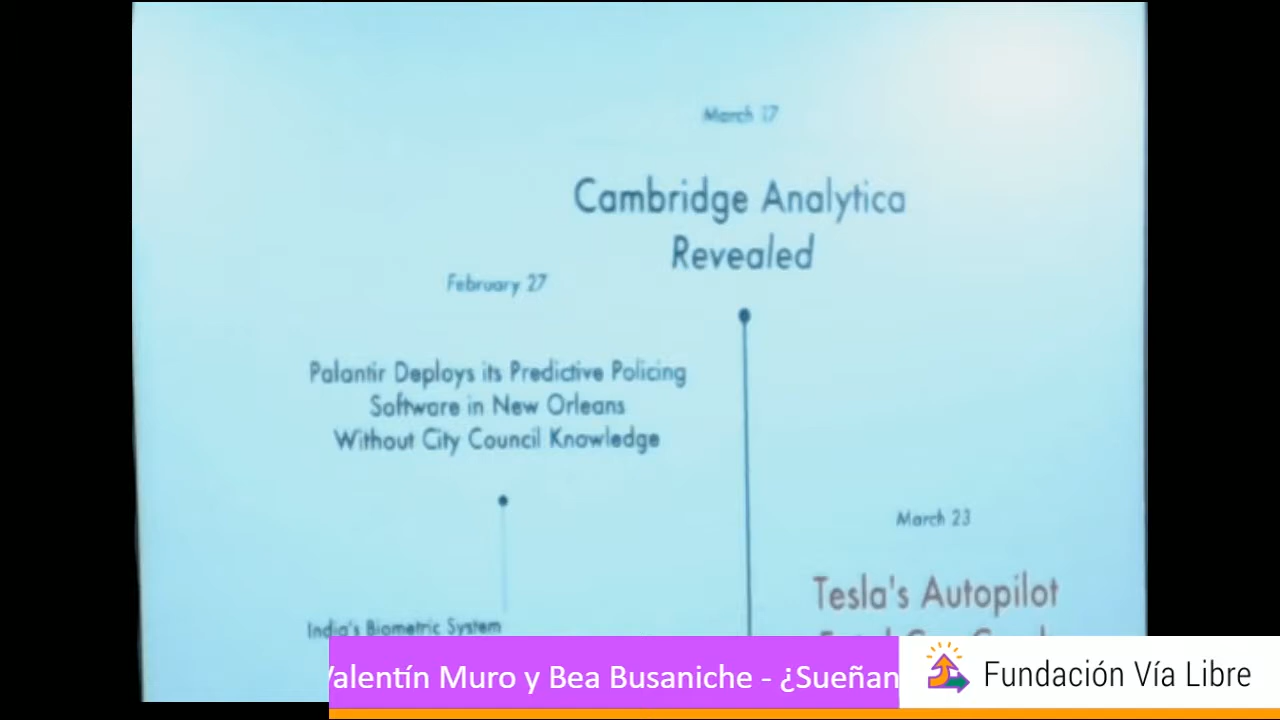 March 17
Cambridge Analytica
Revealed
February 27
Palantir Deploys its Predictive Policing
Software in New Orleans
Without City Council Knowledge
March 23
Tesla's Autopilot
India's Biometric System
Valentín Muro y Bea Busaniche - ¿Sueñan
Fundación Vía Libre